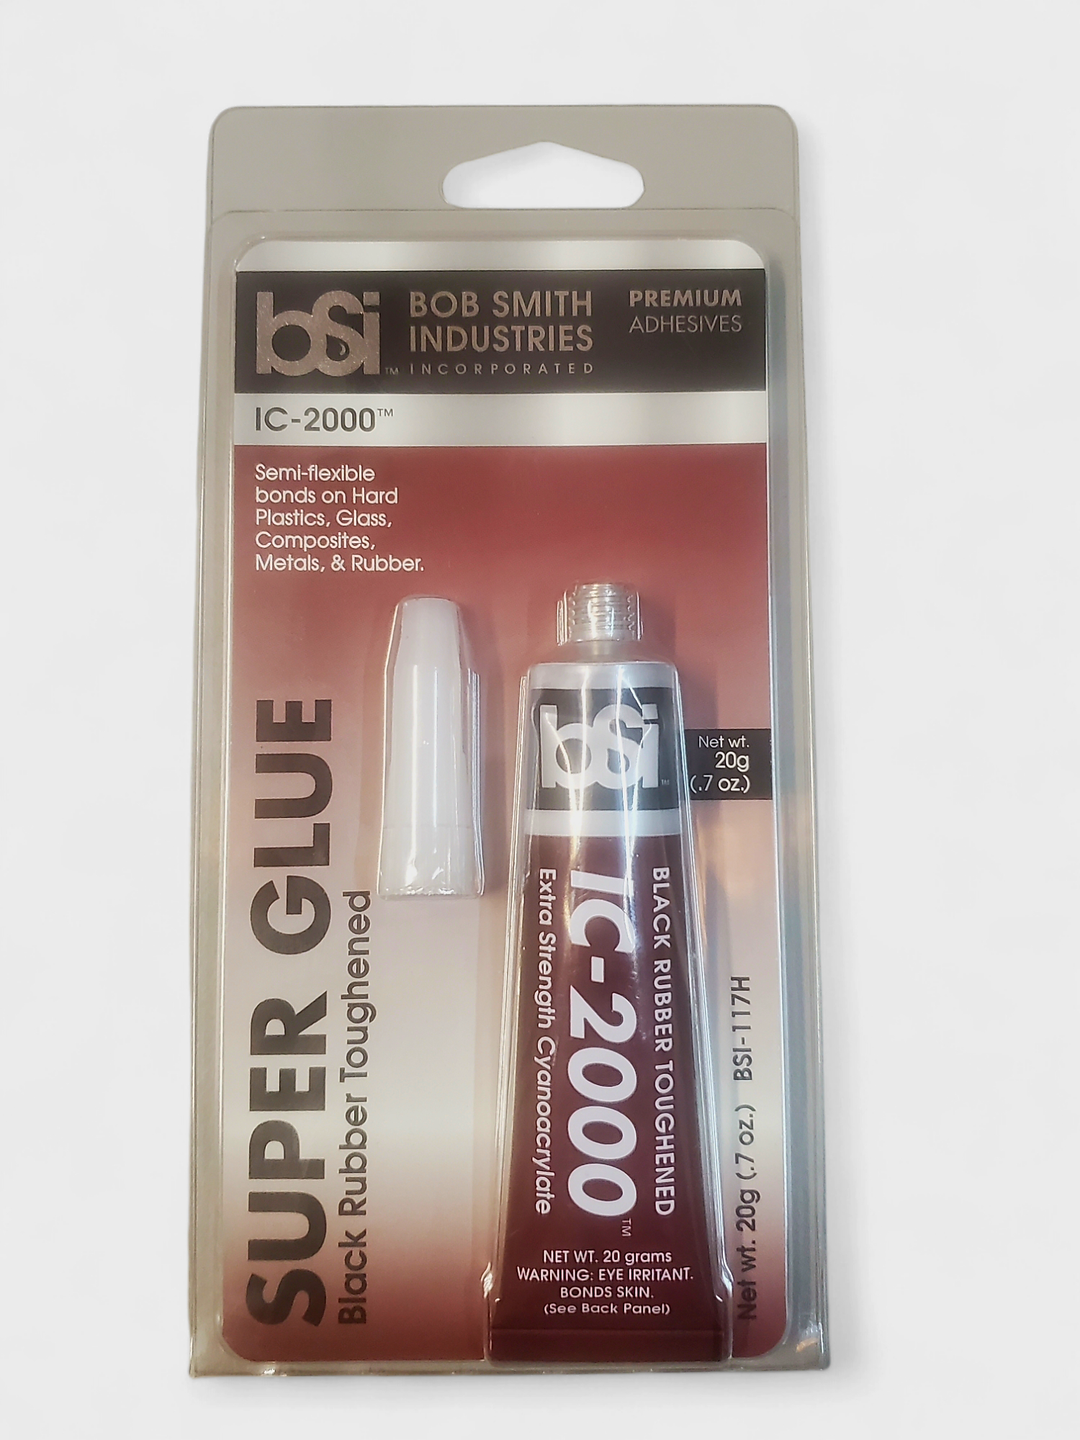 bsi™
BOB SMITH
INDUSTRIES
INCORPORATED
PREMIUM
ADHESIVES
IC-2000™
Semi-flexible
bonds on Hard
Plastics, Glass,
Composites,
Metals, & Rubber.
SUPER GLUE
Black Rubber Toughened
bsi™
Net wt.
20g
(.7 oz.)
BLACK RUBBER TOUGHENED
IC-2000™
Extra Strength Cyanoacrylate
NET WT. 20 grams
WARNING: EYE IRRITANT.
BONDS SKIN.
(See Back Panel)
Net wt. 20g (.7 oz.) BSI-117H